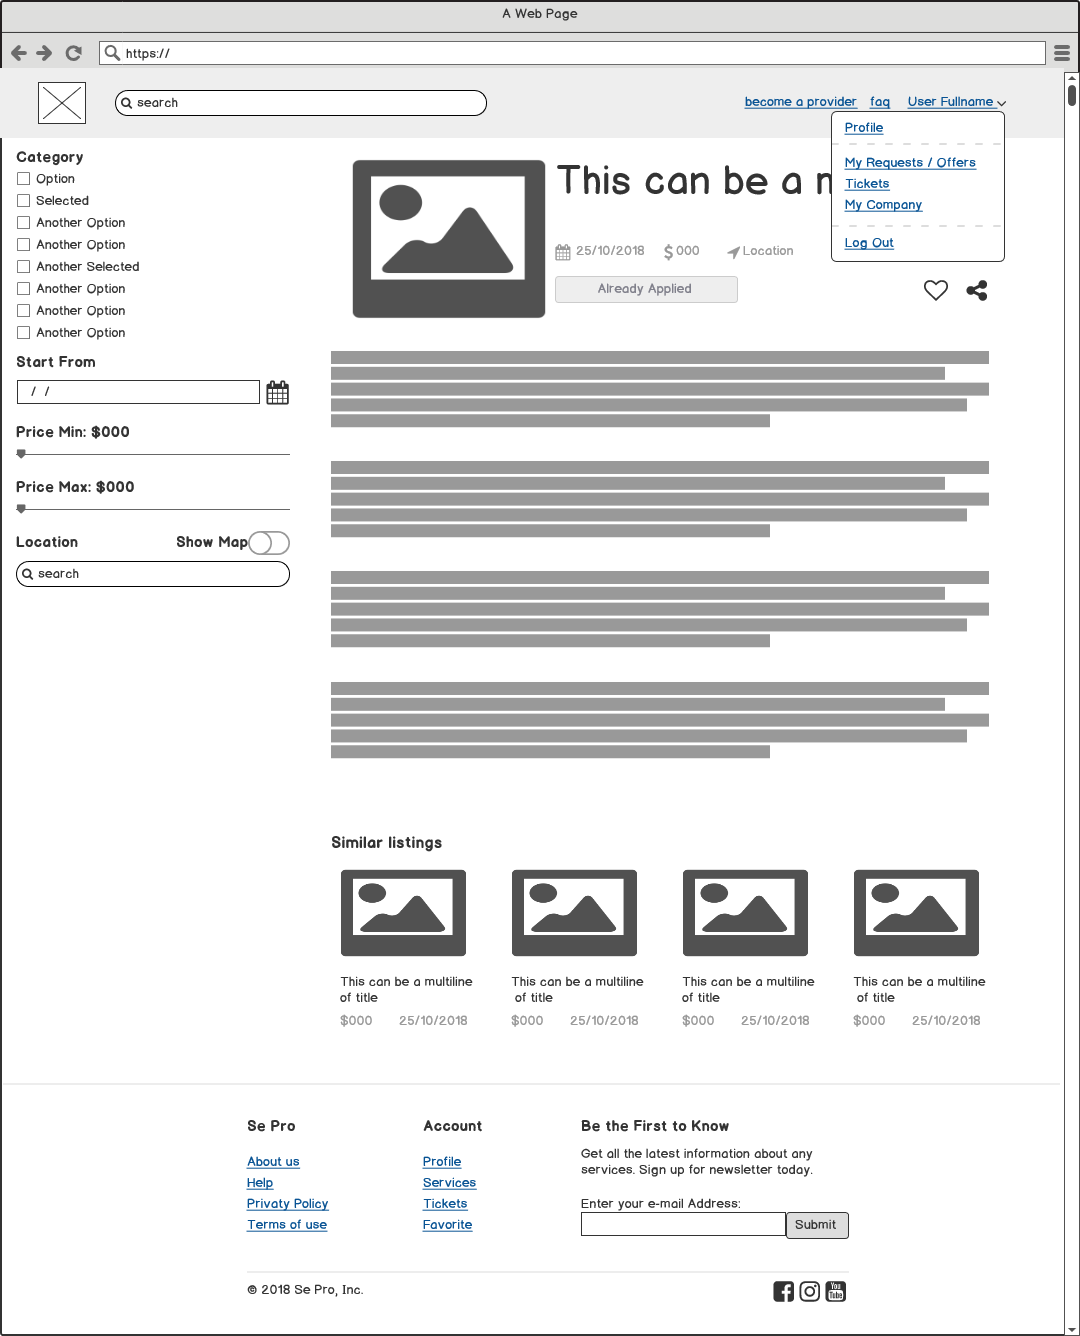 A Web Page
https://
search
become a provider faq User Fullname
Profile
My Requests / Offers
Tickets
My Company
Log Out
Category
Option
Selected
Another Option
Another Option
Another Selected
Another Option
Another Option
Another Option
Start From
/ /
Price Min: $000
Price Max: $000
Location Show Map
search
This can be a
25/10/2018 $000 Location
Already Applied
Similar listings
This can be a multiline
of title
$000 25/10/2018
This can be a multiline
of title
$000 25/10/2018
This can be a multiline
of title
$000 25/10/2018
This can be a multiline
of title
$000 25/10/2018
Se Pro
About us
Help
Privaty Policy
Terms of use
Account
Profile
Services
Tickets
Favorite
Be the First to Know
Get all the latest information about any
services. Sign up for newsletter today.
Enter your e-mail Address:
Submit
© 2018 Se Pro, Inc.
You
Tube